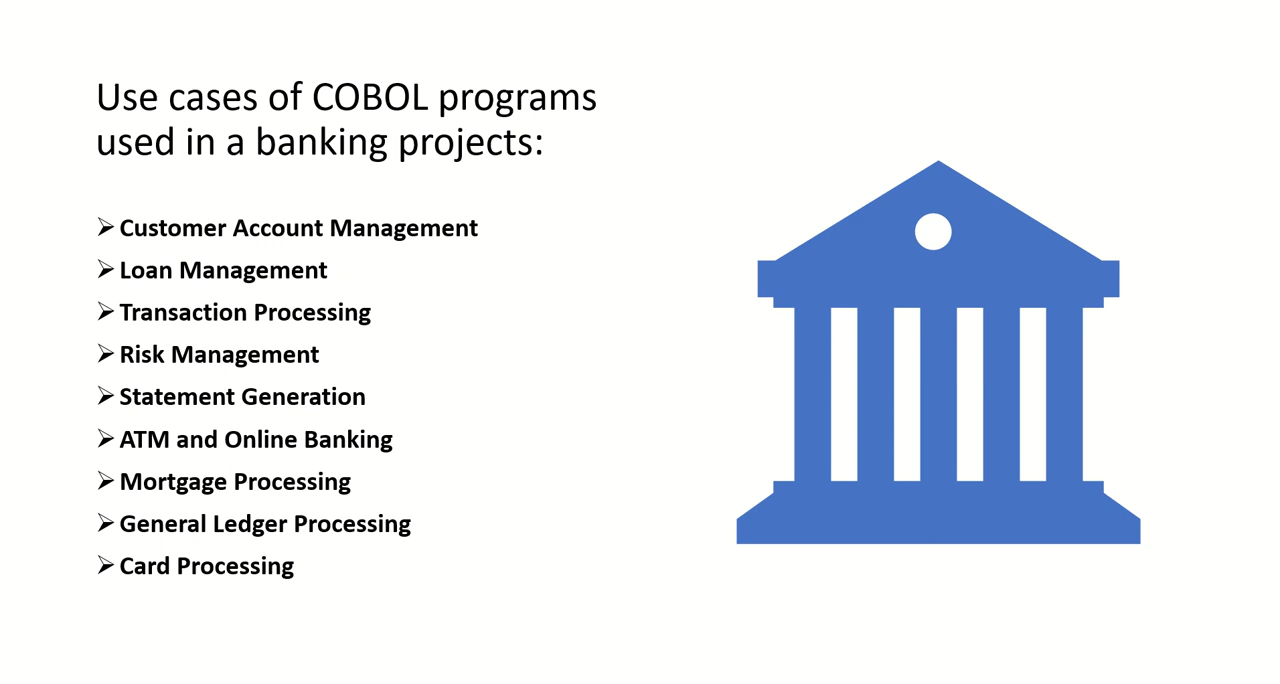 Use cases of COBOL programs
used in a banking projects:
➢ Customer Account Management
➢ Loan Management
➢ Transaction Processing
➢ Risk Management
➢ Statement Generation
➢ ATM and Online Banking
➢ Mortgage Processing
➢ General Ledger Processing
➢ Card Processing